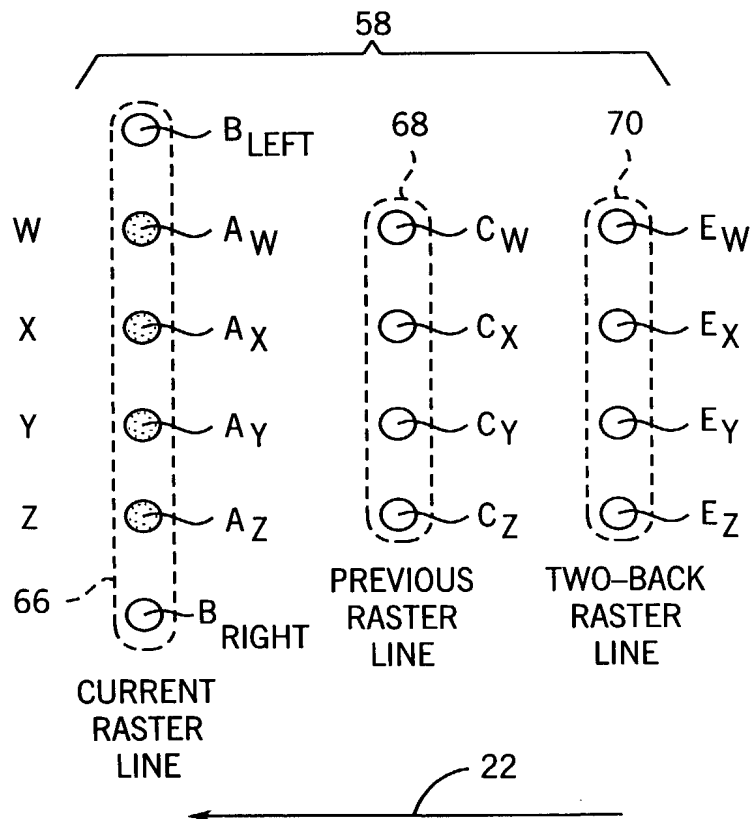 58
B LEFT
68
70
W
A W
C W
E W
X
A X
C X
E X
Y
A Y
C Y
E Y
Z
A Z
C Z
E Z
66
B RIGHT
CURRENT
RASTER
LINE
PREVIOUS
RASTER
LINE
TWO–BACK
RASTER
LINE
22